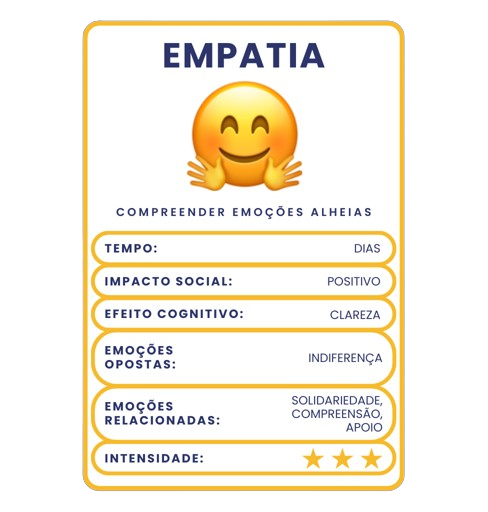 EMPATIA
COMPREENDER EMOÇÕES ALHEIAS
TEMPO: DIAS
IMPACTO SOCIAL: POSITIVO
EFEITO COGNITIVO: CLAREZA
EMOÇÕES
OPOSTAS:
INDIFERENÇA
EMOÇÕES
RELACIONADAS:
SOLIDARIEDADE,
COMPREENSÃO,
APOIO
INTENSIDADE: